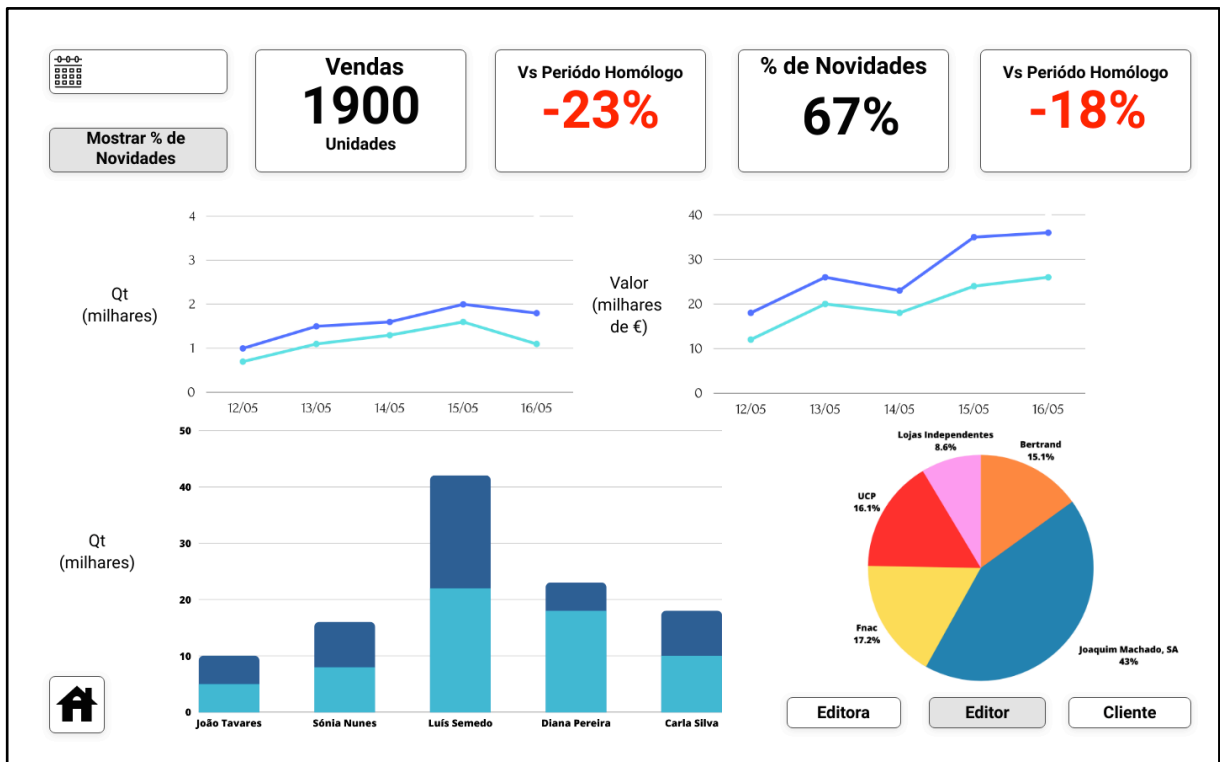 Mostrar % de
Novidades
Vendas
1900
Unidades
Vs Periódo Homólogo
-23%
% de Novidades
67%
Vs Periódo Homólogo
-18%
Qt
(milhares)
4
3
2
1
0
12/05 13/05 14/05 15/05 16/05
Valor
(milhares
de €)
40
30
20
10
0
12/05 13/05 14/05 15/05 16/05
Qt
(milhares)
50
40
30
20
10
0
João Tavares Sónia Nunes Luís Semedo Diana Pereira Carla Silva
Lojas Independentes
8.6%
Bertrand
15.1%
UCP
16.1%
Fnac
17.2%
Joaquim Machado, SA
43%
Editora
Editor
Cliente